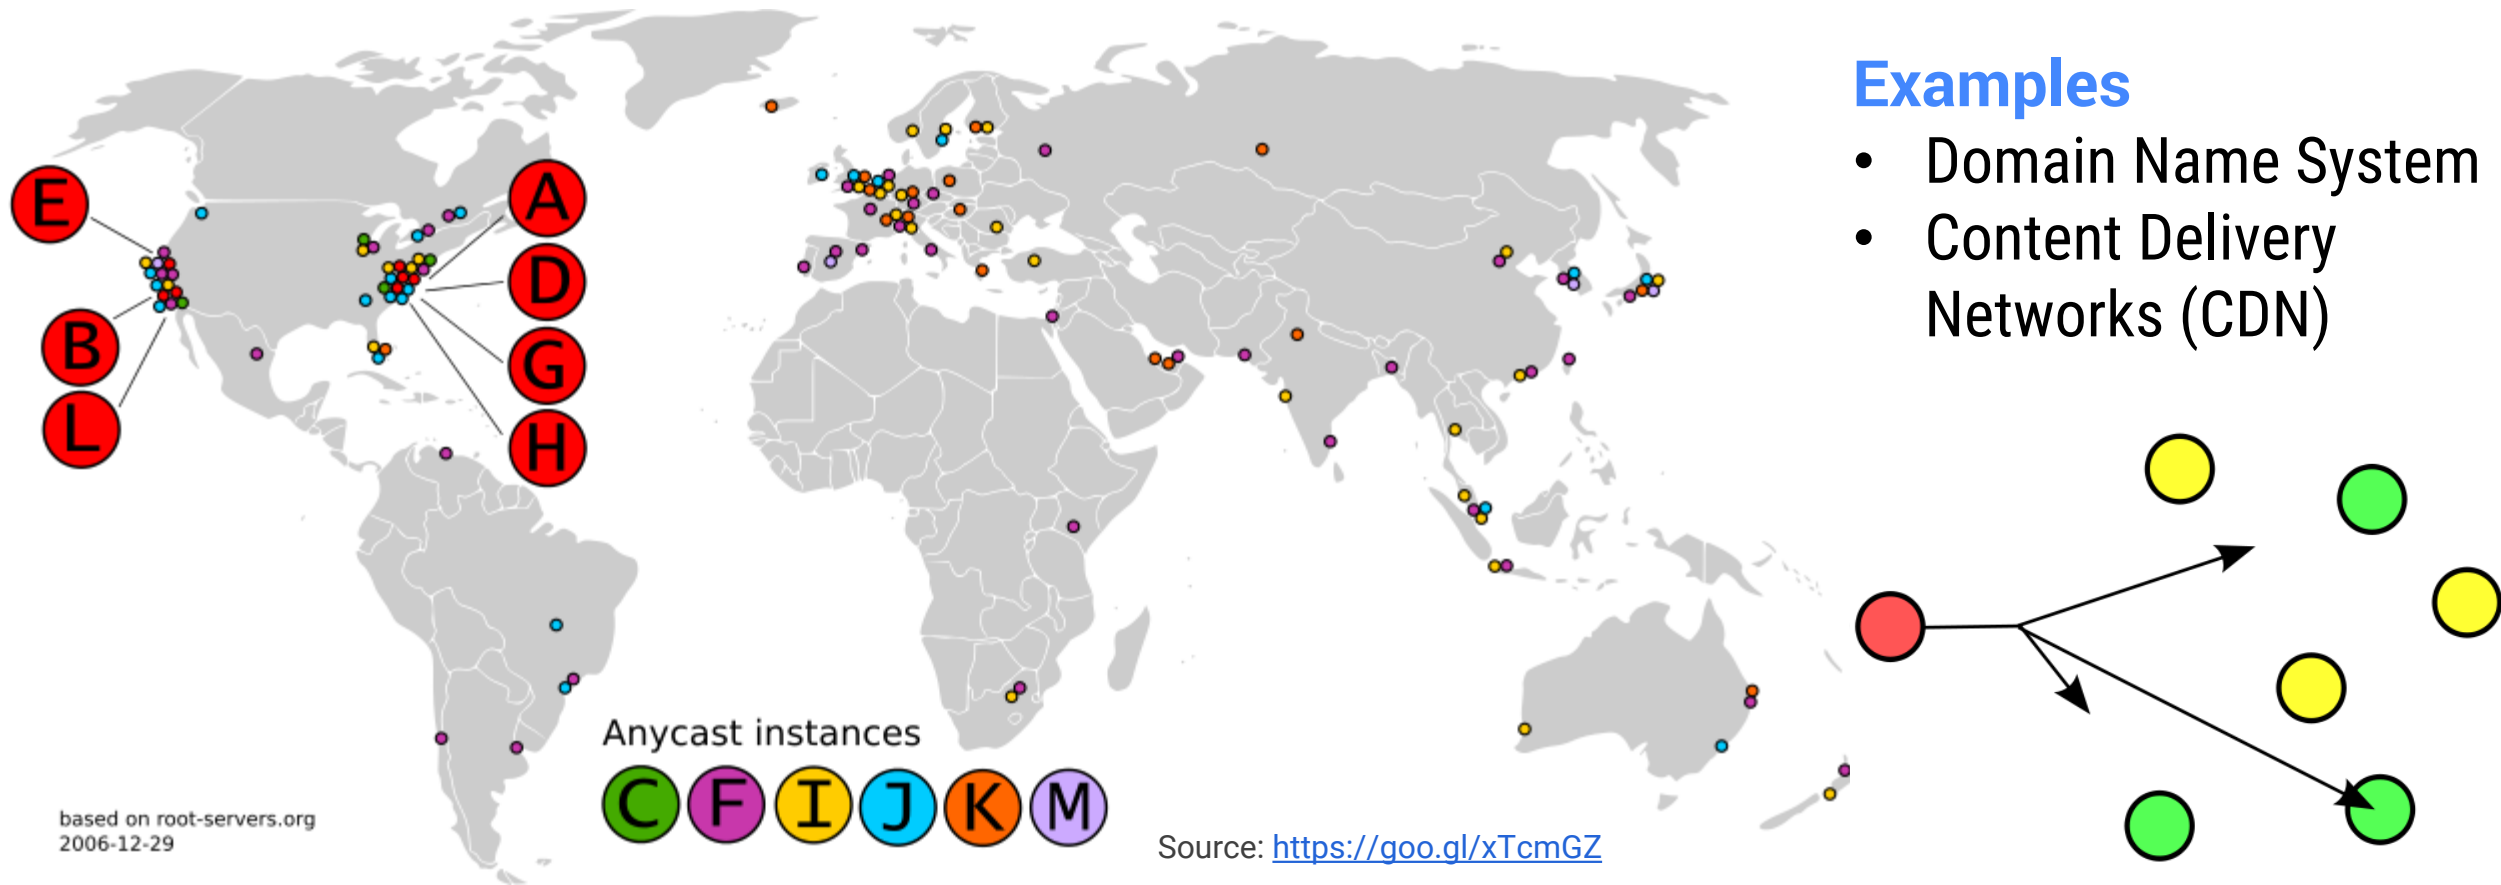 Examples
• Domain Name System
• Content Delivery
Networks (CDN)
E
A
D
B
G
L
H
Anycast instances
C F I J K M
based on root-servers.org
2006-12-29
Source: https://goo.gl/xTcmGZ